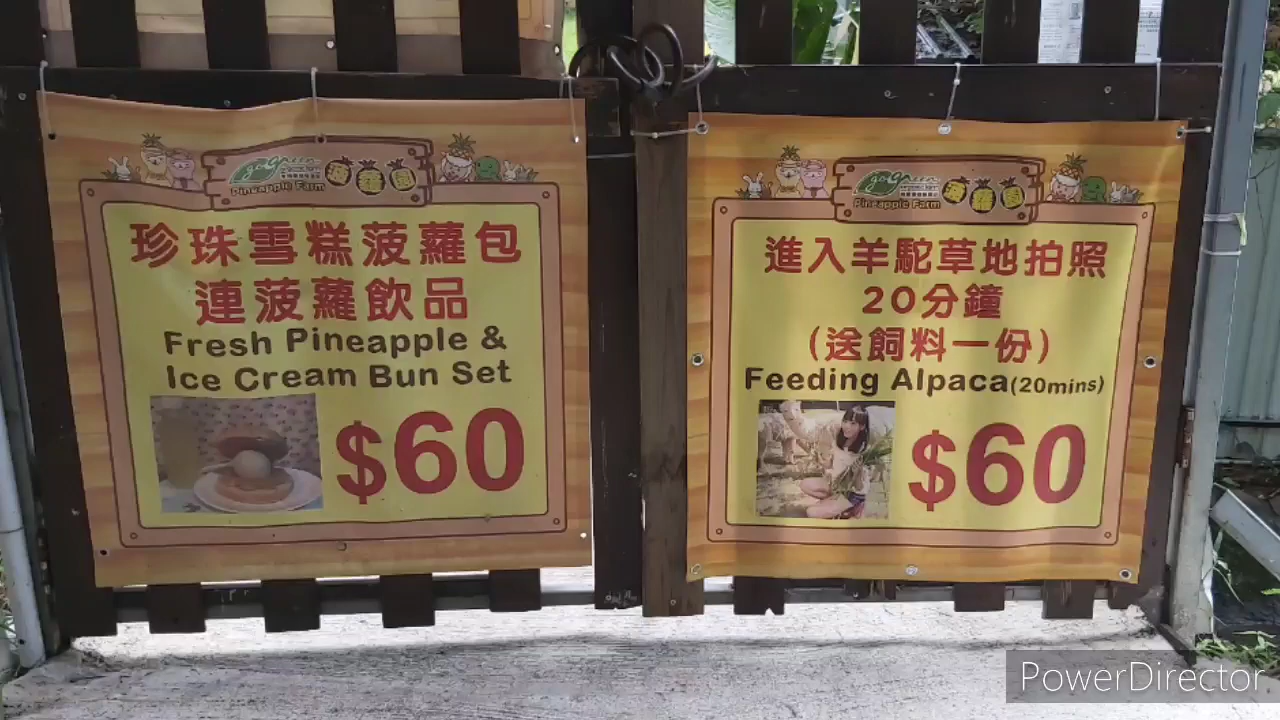 goGreen
Pineapple Farm
菠蘿園
珍珠雪糕菠蘿包
連菠蘿飲品
Fresh Pineapple &
Ice Cream Bun Set
$60
goGreen
Pineapple Farm
菠蘿園
進入羊駝草地拍照
20分鐘
(送飼料一份)
Feeding Alpaca(20mins)
$60
PowerDirector